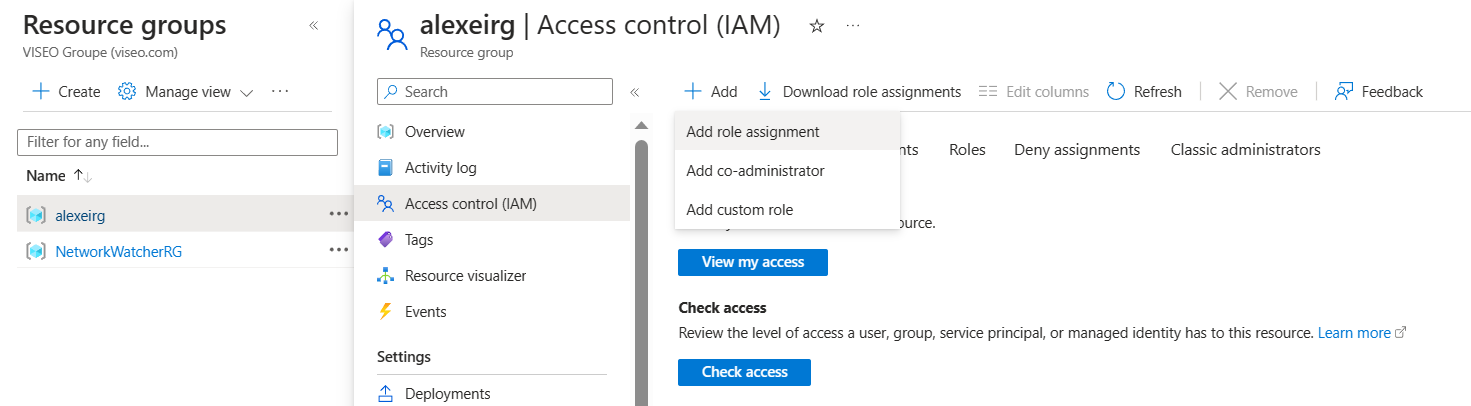 Resource groups
VISEO Groupe (viseo.com)
Create
Manage view
Filter for any field...
Name
alexeirg
NetworkWatcherRG
alexeirg | Access control (IAM)
Resource group
Search
Overview
Activity log
Access control (IAM)
Tags
Resource visualizer
Events
Settings
Deployments
Add
Download role assignments
Edit columns
Refresh
Remove
Feedback
Add role assignment
Add co-administrator
Add custom role
nts
Roles
Deny assignments
Classic administrators
ource.
View my access
Check access
Review the level of access a user, group, service principal, or managed identity has to this resource. Learn more
Check access